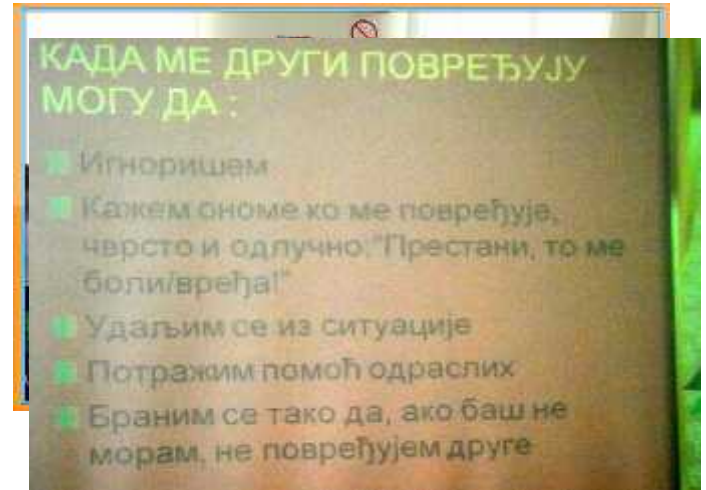 КАДА МЕ ДРУГИ ПОВРЕЂУЈУ
МОГУ ДА :
Игноришем
Кажем ономе ко ме повређује,
чврсто и одлучно:"Престани, то ме
боли/вређа!"
Удаљим се из ситуације
Потражим помоћ одраслих
Браним се тако да, ако баш не
морам, не повређујем друге